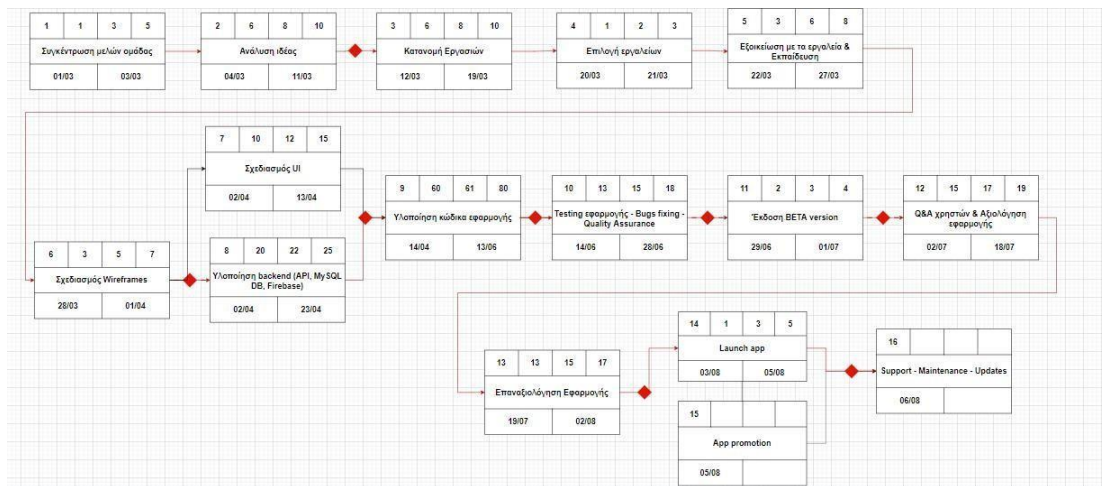 1 1 3 5
Συγκέντρωση μελών ομάδας
01/03 03/03
2 6 8 10
Ανάλυση ιδέας
04/03 11/03
3 6 8 10
Κατανομή Εργασιών
12/03 19/03
4 1 2 3
Επιλογή εργαλείων
20/03 21/03
5 3 6 8
Εξοικείωση με τα εργαλεία &
Εκπαίδευση
22/03 27/03
6 3 5 7
Σχεδιασμός Wireframes
28/03 01/04
7 10 12 15
Σχεδιασμός UI
02/04 13/04
8 20 22 25
Υλοποίηση backend (API, MySQL
DB, Firebase)
02/04 23/04
9 60 61 80
Υλοποίηση κώδικα εφαρμογής
14/04 13/06
10 13 15 18
Testing εφαρμογής - Bugs fixing -
Quality Assurance
14/06 28/06
11 2 3 4
Έκδοση BETA version
29/06 01/07
12 15 17 19
Q&A χρηστών & Αξιολόγηση
εφαρμογής
02/07 18/07
13 13 15 17
Επαναξιολόγηση Εφαρμογής
19/07 02/08
14 1 3 5
Launch app
03/08 05/08
15
App promotion
05/08
16
Support - Maintenance - Updates
06/08